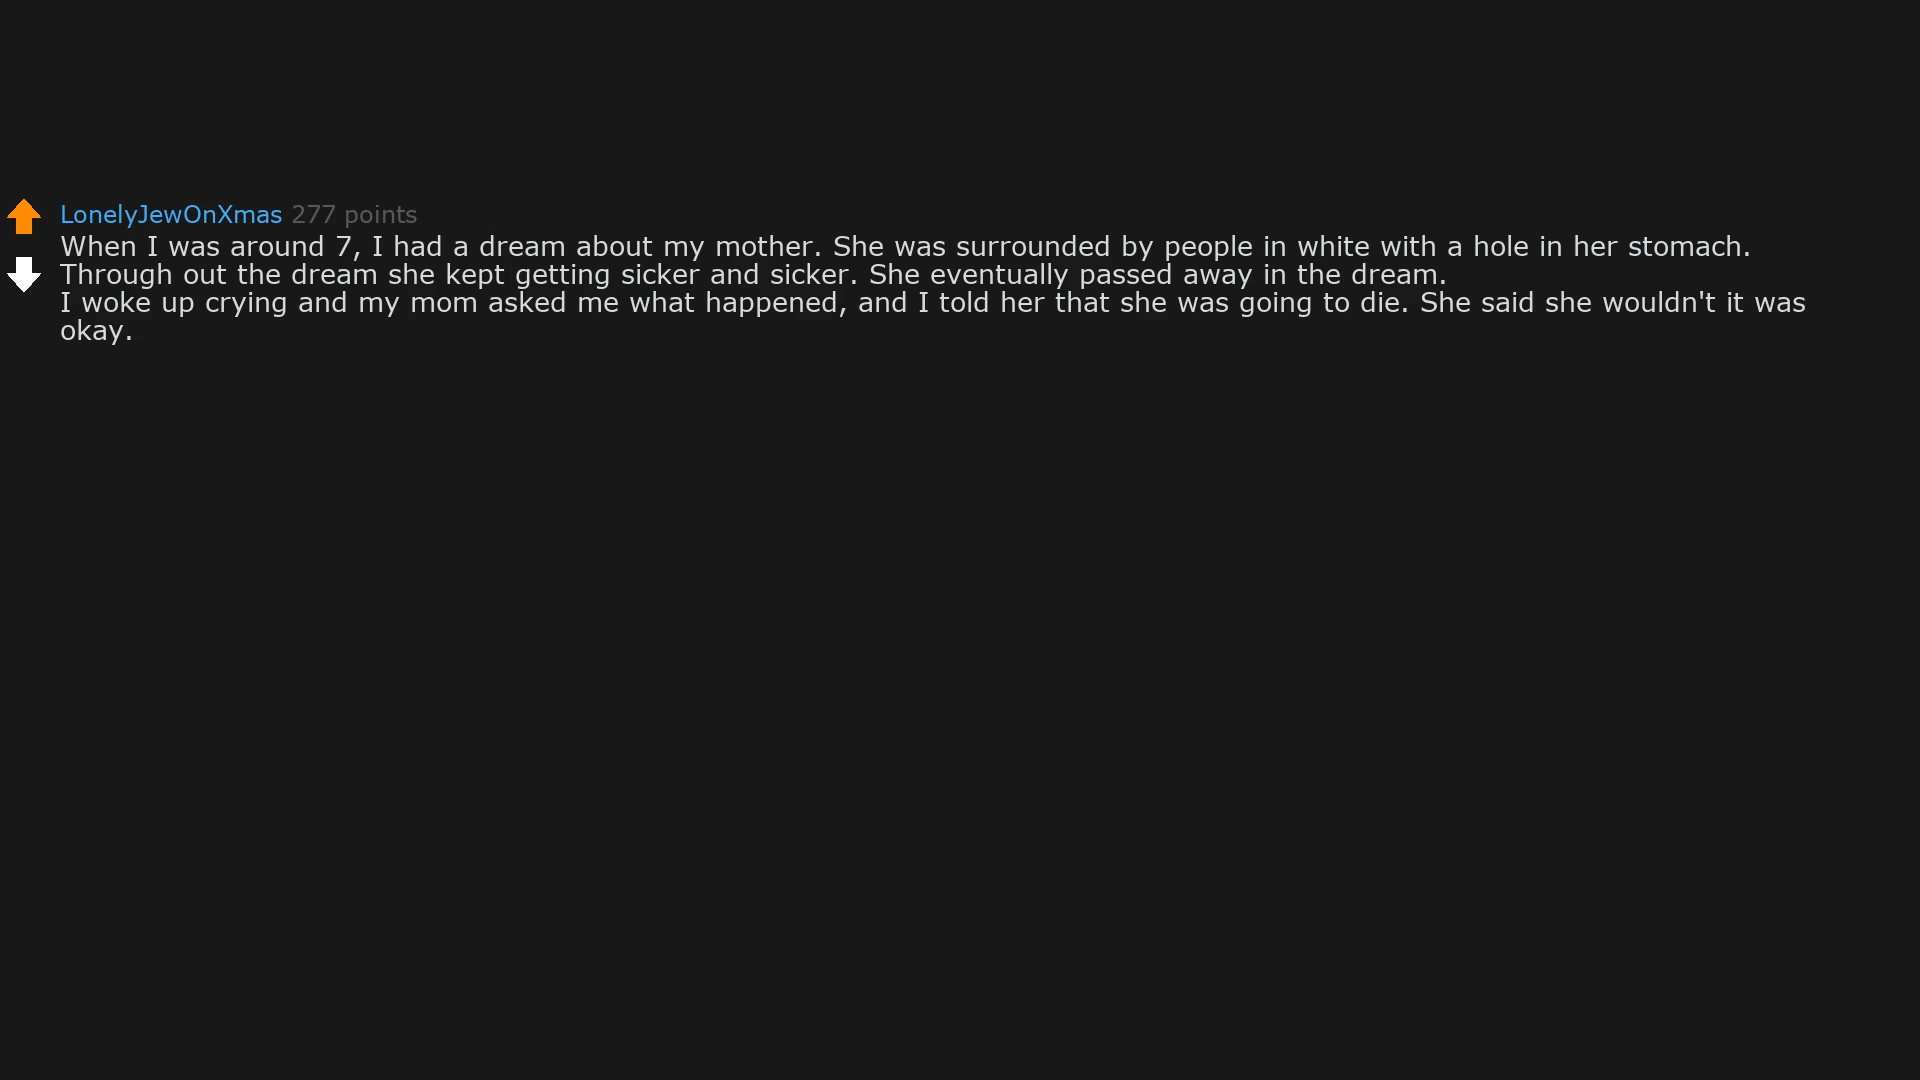 LonelyJewOnXmas 277 points
When I was around 7, I had a dream about my mother. She was surrounded by people in white with a hole in her stomach.
Through out the dream she kept getting sicker and sicker. She eventually passed away in the dream.
I woke up crying and my mom asked me what happened, and I told her that she was going to die. She said she wouldn't it was
okay.